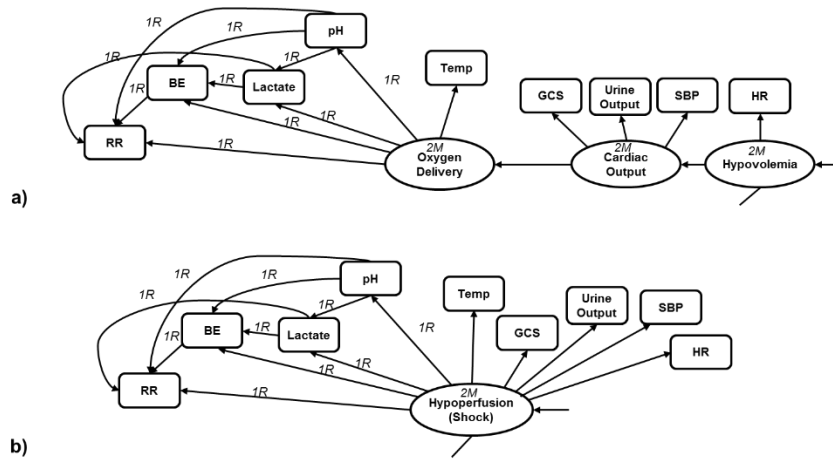 1R
pH
1R
1R
1R
BE
1R
Lactate
1R
1R
Temp
GCS
Urine
Output
SBP
HR
1R
1R
RR
1R
2M
Oxygen
Delivery
2M
Cardiac
Output
2M
Hypovolemia
a)
1R
1R
pH
1R
1R
BE
1R
Lactate
1R
1R
Temp
GCS
Urine
Output
SBP
HR
1R
1R
1R
RR
1R
2M
Hypoperfusion
(Shock)
b)